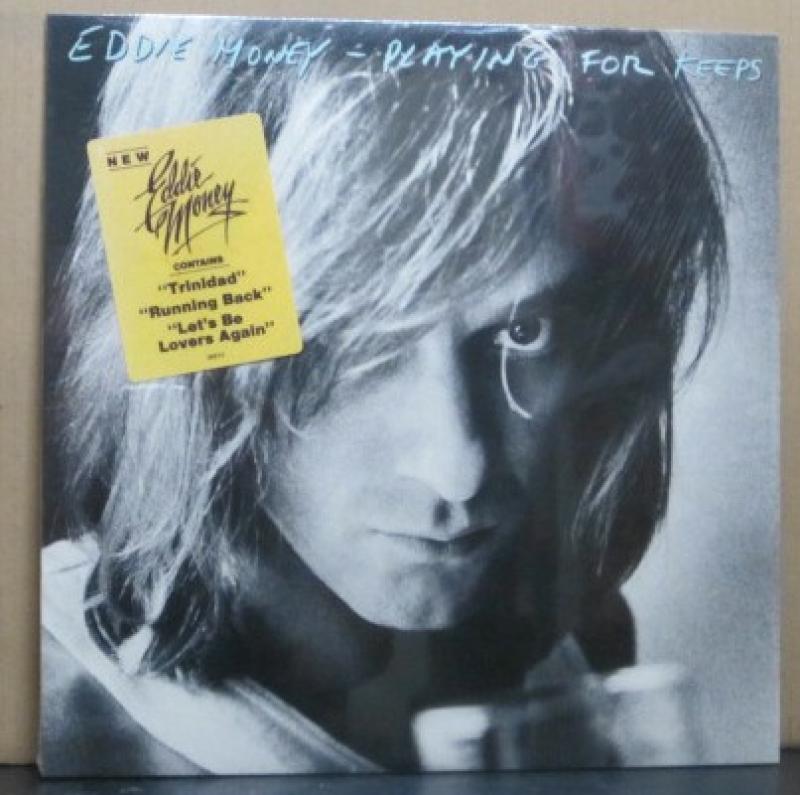 EDDIE MONEY - PLAYING FOR KEEPS
NEW
Eddie
Money
CONTAINS
"Trinidad"
"Running Back"
"Let's Be
Lovers Again"